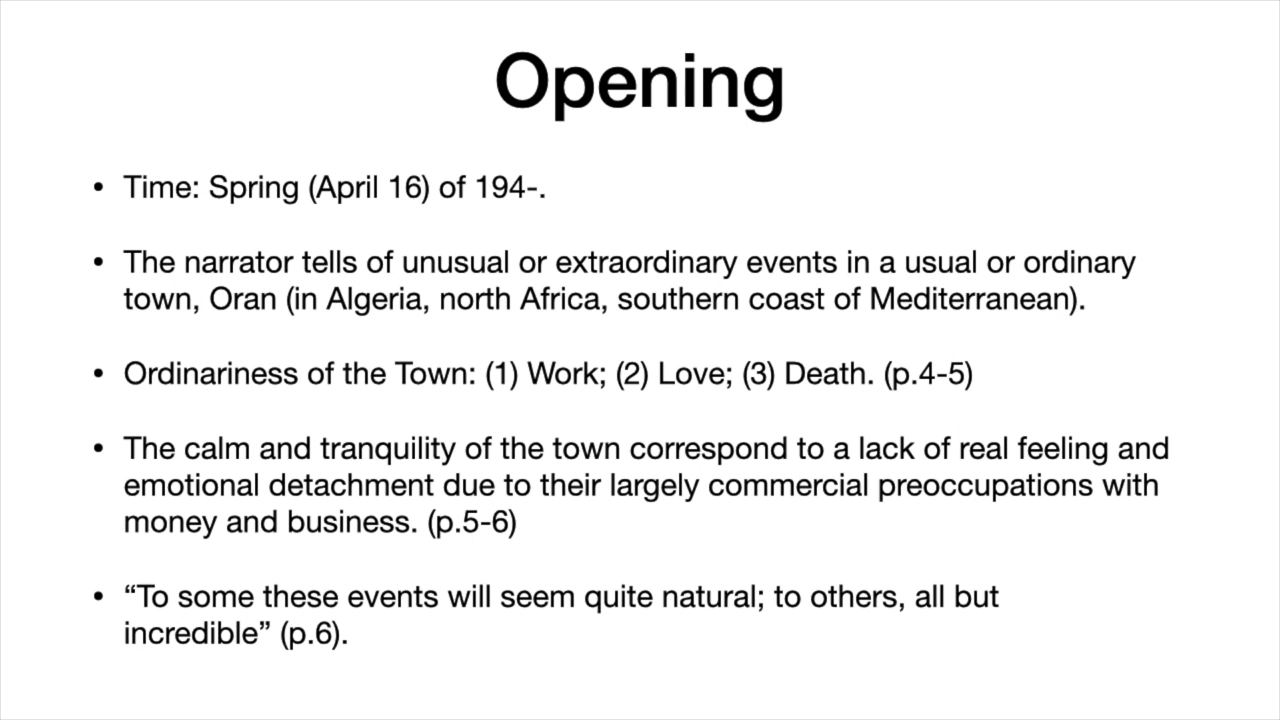 Opening
• Time: Spring (April 16) of 194-.
• The narrator tells of unusual or extraordinary events in a usual or ordinary
town, Oran (in Algeria, north Africa, southern coast of Mediterranean).
• Ordinariness of the Town: (1) Work; (2) Love; (3) Death. (p.4-5)
• The calm and tranquility of the town correspond to a lack of real feeling and
emotional detachment due to their largely commercial preoccupations with
money and business. (p.5-6)
• “To some these events will seem quite natural; to others, all but
incredible” (p.6).